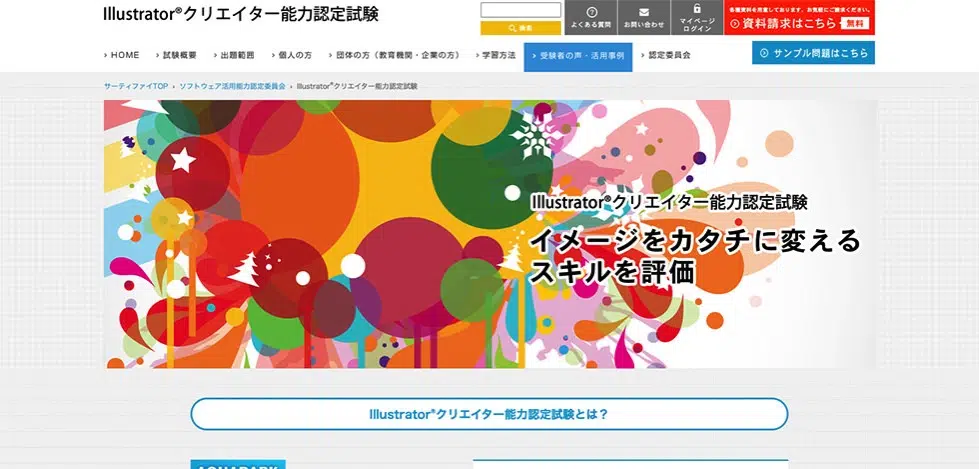 Illustrator®クリエイター能力認定試験
検索
よくある質問
お問い合わせ
マイページ
ログイン
各種資料を用意しております。お気軽にご請求ください。
資料請求はこちら 無料
› HOME › 試験概要 › 出題範囲 › 個人の方 › 団体の方（教育機関・企業の方） › 学習方法 › 受験者の声・活用事例 › 認定委員会
サンプル問題はこちら
サーティファイTOP › ソフトウェア活用能力認定委員会 › Illustrator®クリエイター能力認定試験
Illustrator®クリエイター能力認定試験
イメージをカタチに変える
スキルを評価
Illustrator®クリエイター能力認定試験とは？
AQUAPARK